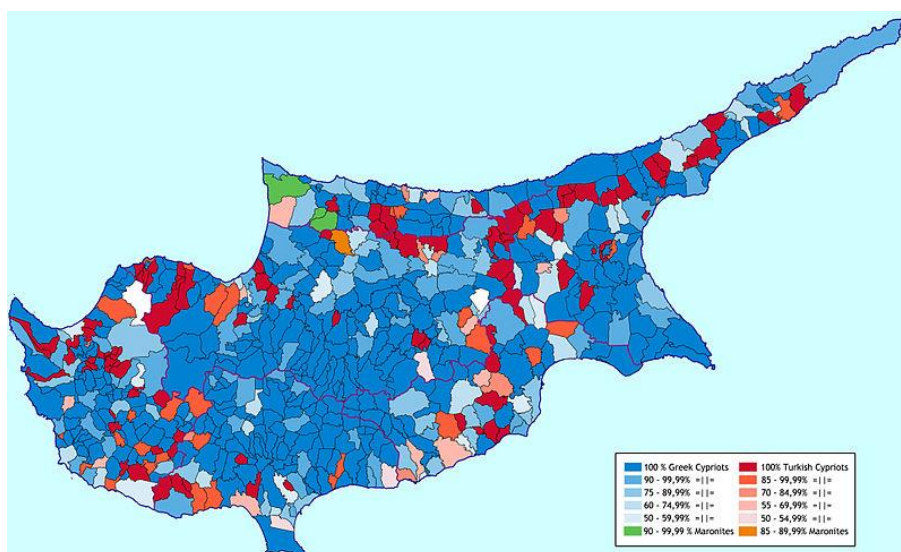 100 % Greek Cypriots
90 - 99,99% =||=
75 - 89,99% =||=
60 - 74,99% =||=
50 - 59,99% =||=
90 - 99,99 % Maronites
100% Turkish Cypriots
85 - 99,99% =||=
70 - 84,99% =||=
55 - 69,99% =||=
50 - 54,99% =||=
85 - 89,99% Maronites